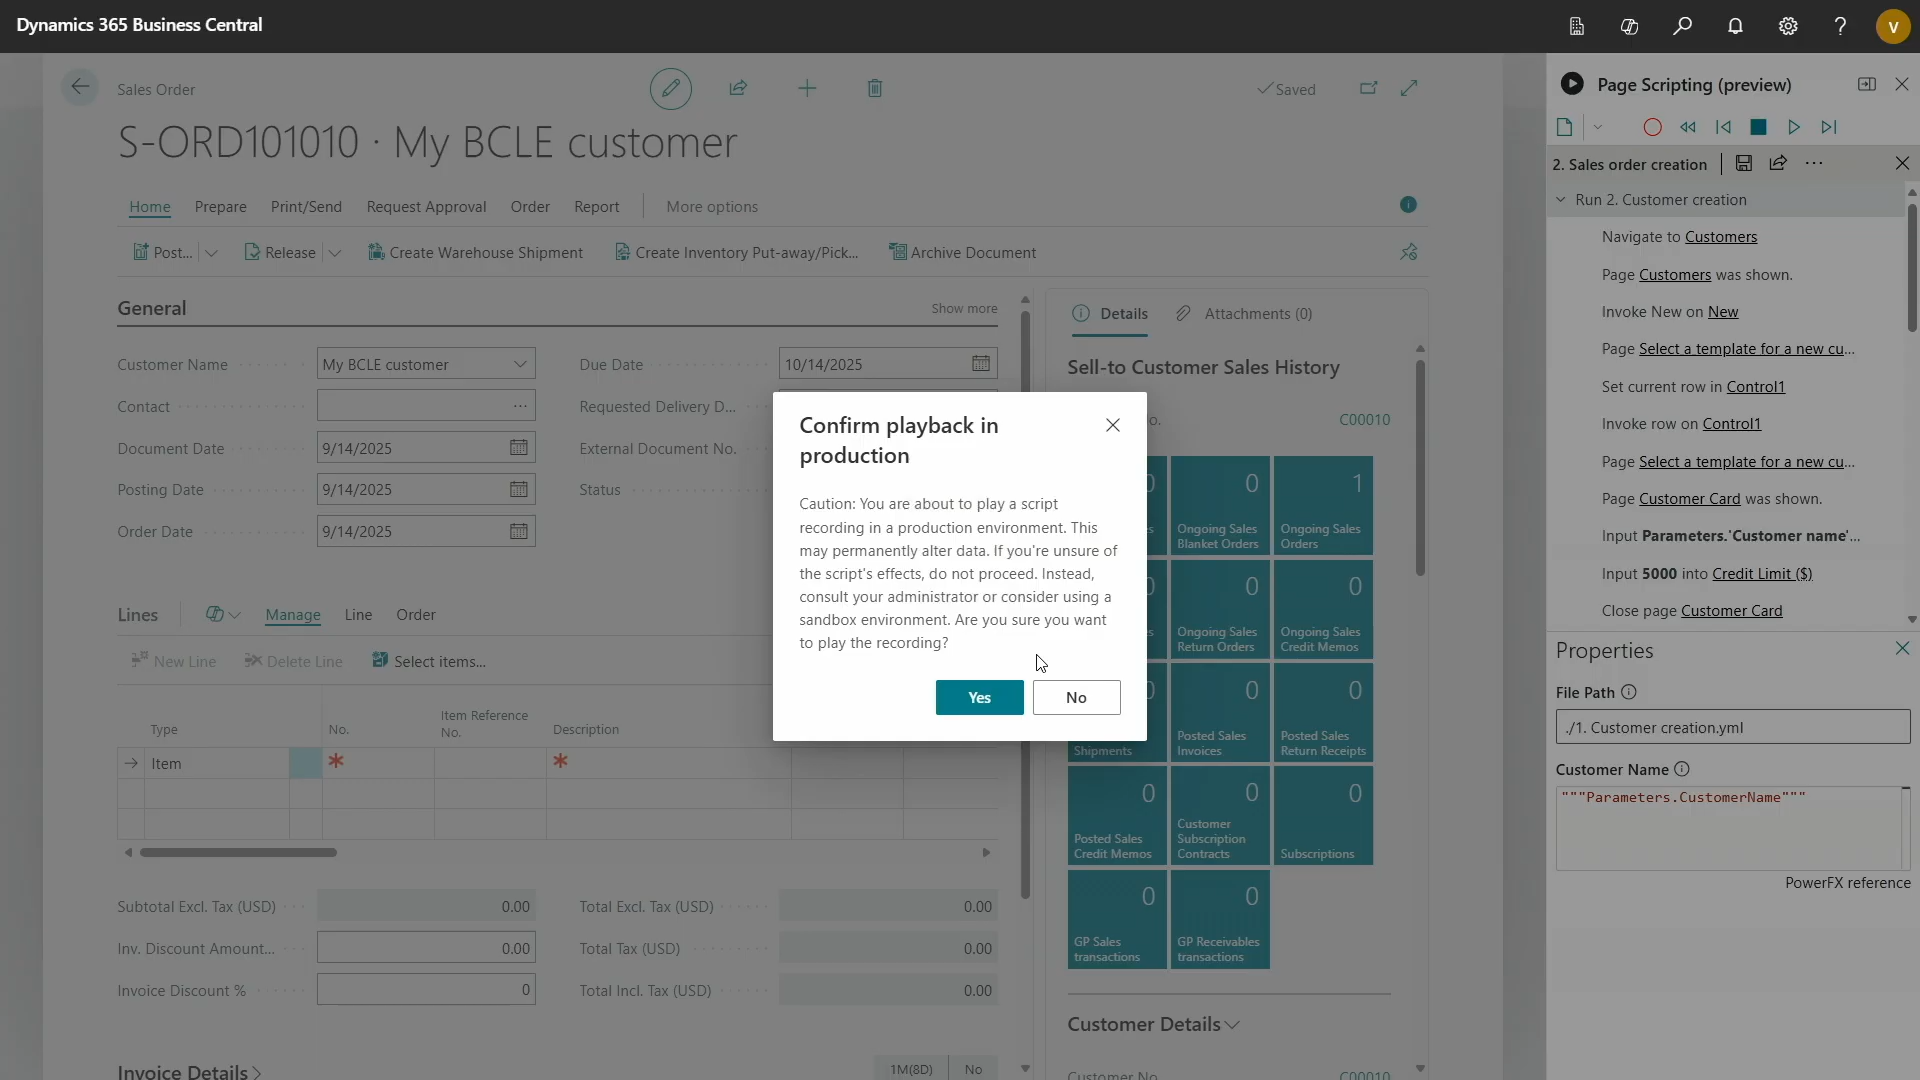 Dynamics 365 Business Central
V
Sales Order
Saved
S-ORD101010 · My BCLE customer
Home
Prepare
Print/Send
Request Approval
Order
Report
More options
Post...
Release
Create Warehouse Shipment
Create Inventory Put-away/Pick...
Archive Document
General
Show more
Customer Name
My BCLE customer
Contact
...
Document Date
9/14/2025
Posting Date
9/14/2025
Order Date
9/14/2025
Due Date
10/14/2025
Requested Delivery D...
External Document No.
Status
Lines
Manage
Line
Order
New Line
Delete Line
Select items...
Type
No.
Item Reference
No.
Description
Item
*
*
Subtotal Excl. Tax (USD)
0.00
Inv. Discount Amount...
0.00
Invoice Discount %
0
Total Excl. Tax (USD)
0.00
Total Tax (USD)
0.00
Total Incl. Tax (USD)
0.00
Invoice Details
1M(8D)
No
Details
Attachments (0)
Sell-to Customer Sales History
o.
C00010
0
Ongoing Sales
Blanket Orders
1
Ongoing Sales
Orders
0
Ongoing Sales
Return Orders
0
Ongoing Sales
Credit Memos
Shipments
0
Posted Sales
Invoices
0
Posted Sales
Return Receipts
0
Posted Sales
Credit Memos
0
Customer
Subscription
Contracts
0
Subscriptions
0
GP Sales
transactions
0
GP Receivables
transactions
Customer Details
Customer No.
C00010
Confirm playback in
production
Caution: You are about to play a script
recording in a production environment. This
may permanently alter data. If you're unsure of
the script's effects, do not proceed. Instead,
consult your administrator or consider using a
sandbox environment. Are you sure you want
to play the recording?
Yes
No
Page Scripting (preview)
2. Sales order creation
Run 2. Customer creation
Navigate to Customers
Page Customers was shown.
Invoke New on New
Page Select a template for a new cu...
Set current row in Control1
Invoke row on Control1
Page Select a template for a new cu...
Page Customer Card was shown.
Input Parameters.'Customer name'...
Input 5000 into Credit Limit ($)
Close page Customer Card
Properties
File Path
./1. Customer creation.yml
Customer Name
"""Parameters.CustomerName"""
PowerFX reference